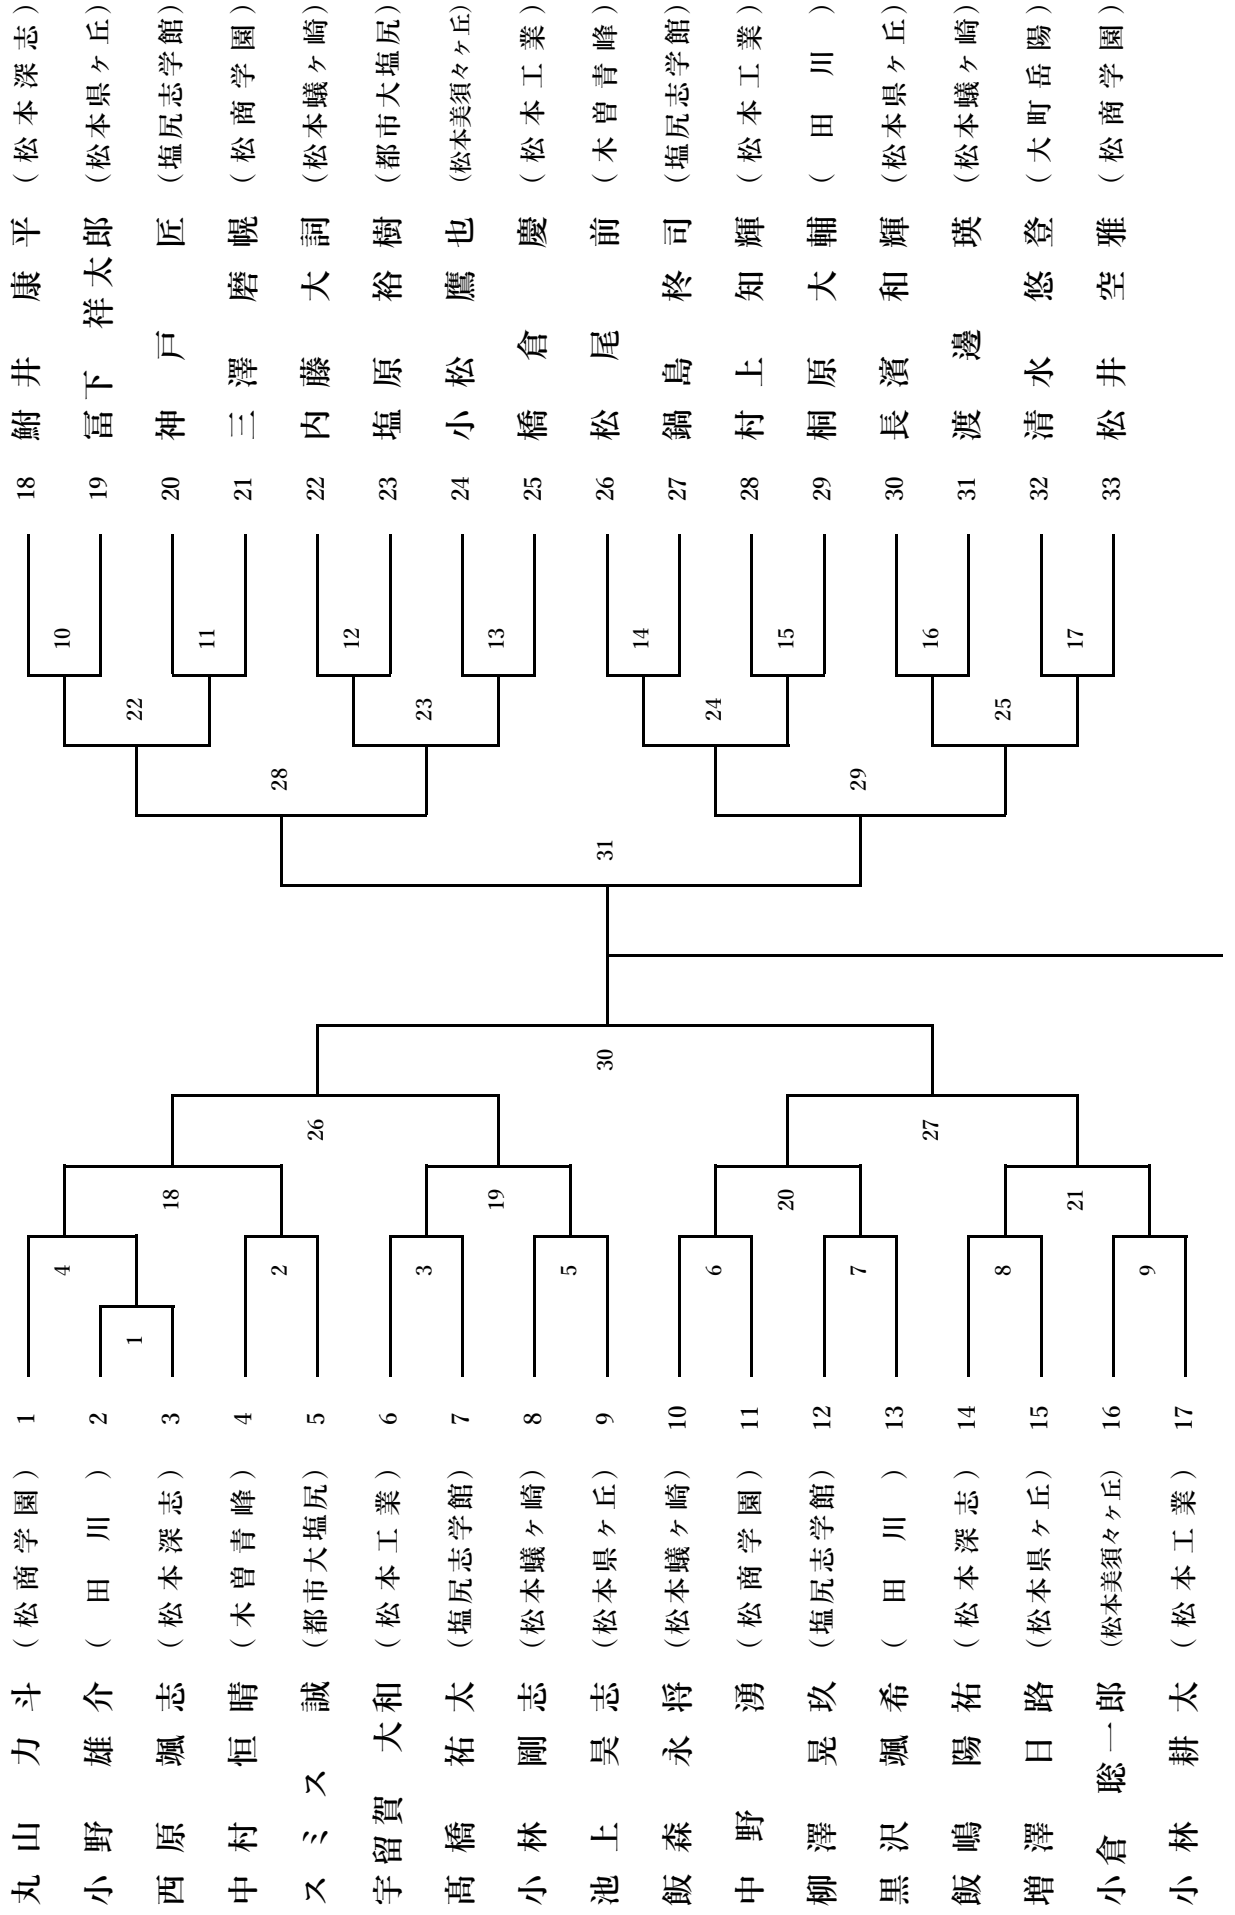 丸山 力斗 (松商学園) 1
小野 雄介 (田川) 2
西原 颯志 (松本深志) 3
中村 恒晴 (木曽青峰) 4
スミス 誠 (都市大塩尻) 5
宇留賀 大和 (松本工業) 6
髙橋 祐太 (塩尻志学館) 7
小林 剛志 (松本蟻ヶ崎) 8
池上 昊志 (松本県ヶ丘) 9
飯森 永将 (松本蟻ヶ崎) 10
中野 湧 (松商学園) 11
柳澤 晃玖 (塩尻志学館) 12
黒沢 颯希 (田川) 13
飯嶋 陽祐 (松本深志) 14
増澤 日路 (松本県ヶ丘) 15
小倉 聡一郎 (松本美須々ヶ丘) 16
小林 耕太 (松本工業) 17
1
4
2
3
5
6
7
8
9
18
19
20
21
26
27
30
31
28
29
22
23
24
25
10
11
12
13
14
15
16
17
18 鮒井 康平 (松本深志)
19 冨下 祥太郎 (松本県ヶ丘)
20 神戸 匠 (塩尻志学館)
21 三澤 磨幌 (松商学園)
22 内藤 大詞 (松本蟻ヶ崎)
23 塩原 裕樹 (都市大塩尻)
24 小松 鷹也 (松本美須々ヶ丘)
25 橋倉 慶 (松本工業)
26 松尾 前 (木曽青峰)
27 鍋島 柊司 (塩尻志学館)
28 村上 知輝 (松本工業)
29 桐原 大輔 (田川)
30 長濱 和輝 (松本県ヶ丘)
31 渡邊 瑛 (松本蟻ヶ崎)
32 清水 悠登 (大町岳陽)
33 松井 空雅 (松商学園)